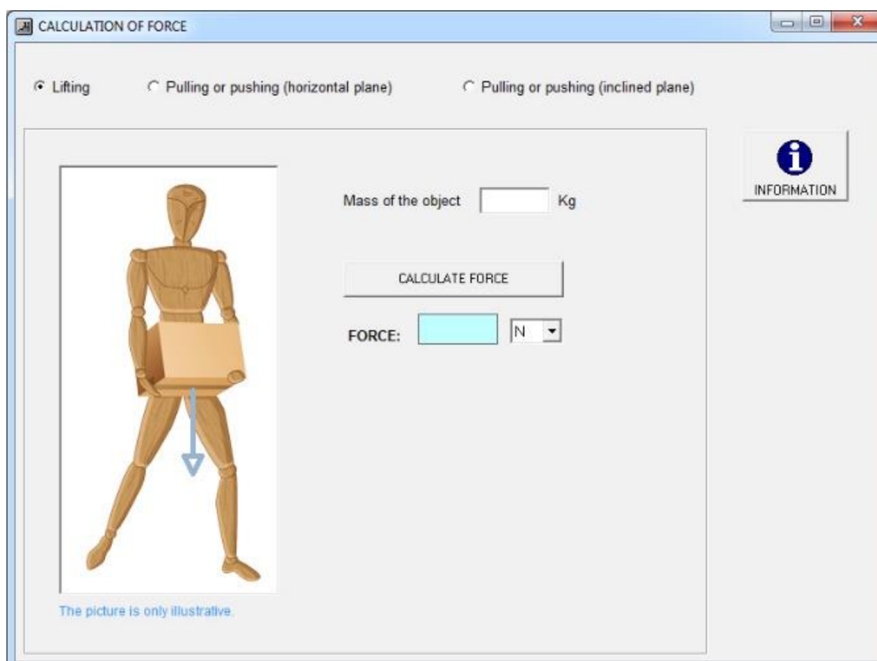 CALCULATION OF FORCE
Lifting Pulling or pushing (horizontal plane) Pulling or pushing (inclined plane)
INFORMATION
Mass of the object Kg
CALCULATE FORCE
FORCE: N
The picture is only illustrative.